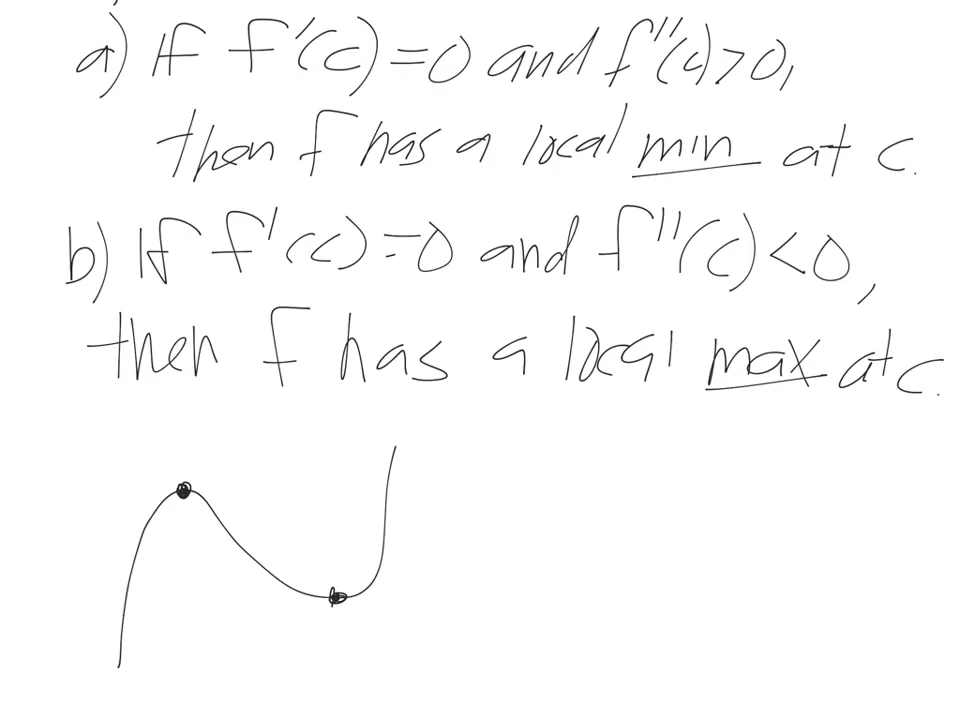 a) If f'(c)=0 and f''(c)>0,
then f has a local min at c.
b) If f'(c)=0 and f''(c)<0,
then f has a local max at c.